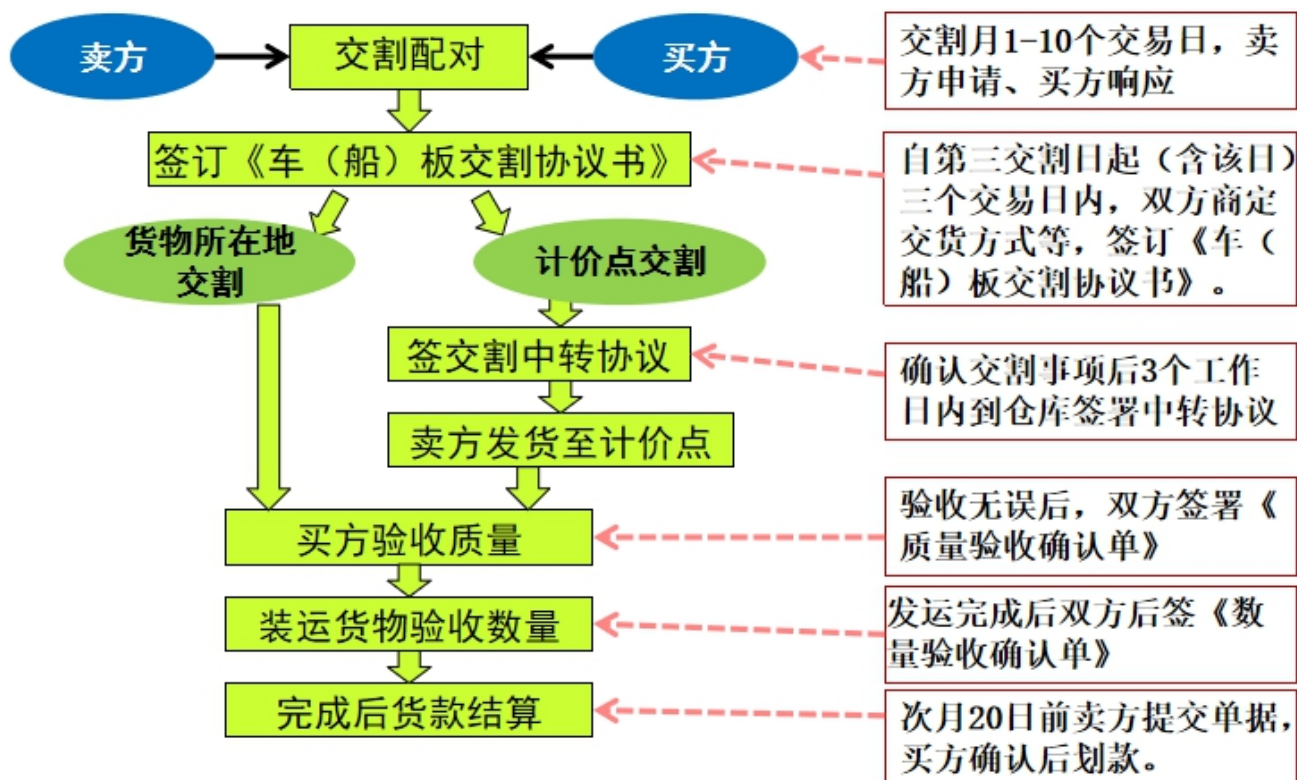 卖方
交割配对
买方
交割月1-10个交易日，卖
方申请、买方响应
签订《车（船）板交割协议书》
自第三交割日起（含该日）
三个交易日内，双方商定
交货方式等，签订《车（
船）板交割协议书》。
货物所在地
交割
计价点交割
签交割中转协议
确认交割事项后3个工作
日内到仓库签署中转协议
卖方发货至计价点
买方验收质量
验收无误后，双方签署《
质量验收确认单》
装运货物验收数量
发运完成后双方后签《数
量验收确认单》
完成后货款结算
次月20日前卖方提交单据，
买方确认后划款。